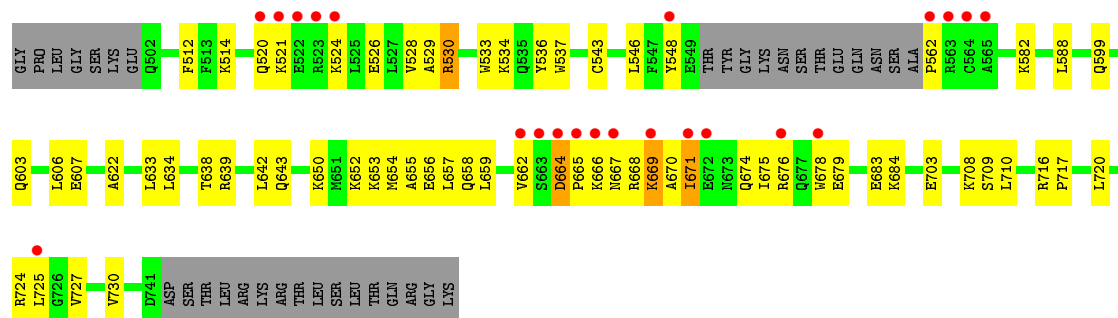 GLY PRO LEU GLY SER LYS GLU Q502 F512 F513 K514 Q520 K521 E522 R523 K524 L525 E526 L527 V528 A529 R530 W533 K534 Q535 Y536 W537 C543 L546 F547 Y548 E549 THR TYR GLY LYS ASN SER THR GLU GLN ASN SER ALA P562 R563 C564 A565 K582 L588 Q599
Q603 L606 E607 A622 L633 L634 T638 R639 L642 Q643 K650 M651 K652 K653 M654 A655 E656 L657 Q658 L659 V662 S663 D664 P665 K666 N667 R668 K669 A670 I671 E672 N673 Q674 I675 R676 Q677 W678 E679 E683 K684 E703 K708 S709 L710 R716 P717 L720
R724 L725 G726 V727 V730 D741 ASP SER THR LEU ARG LYS ARG THR LEU SER LEU THR GLN ARG GLY LYS